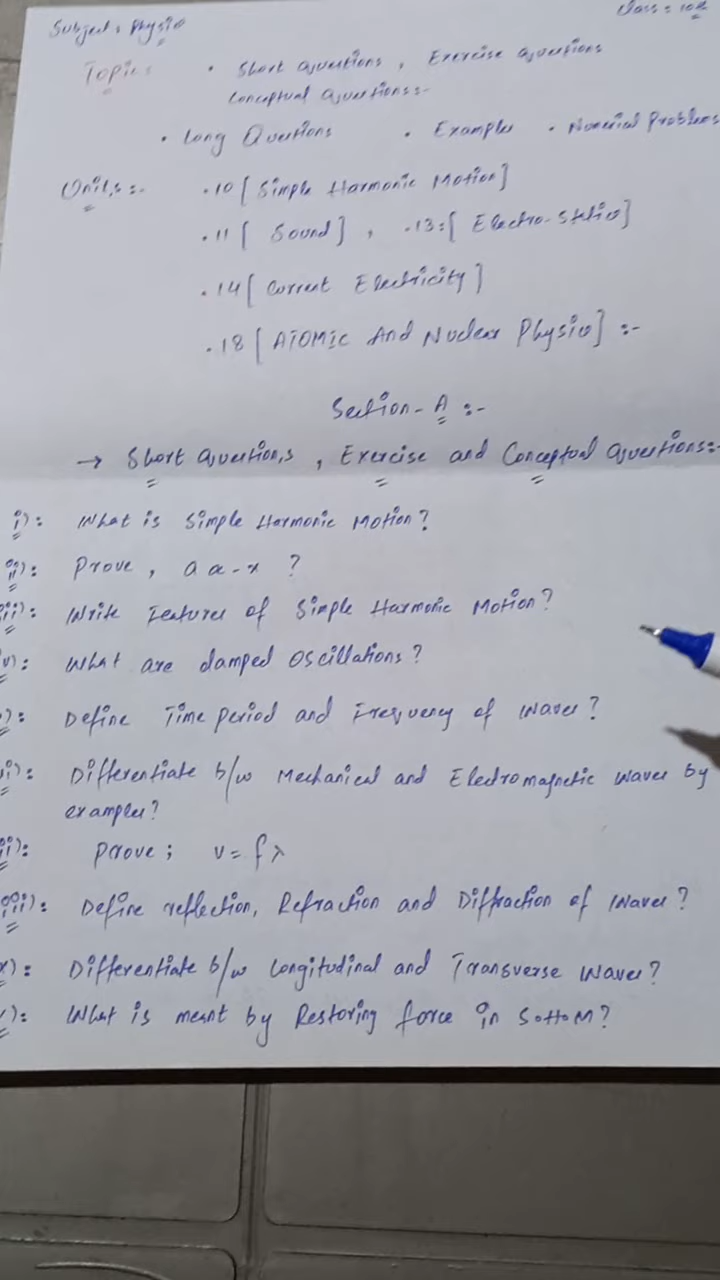 Subject: Physics
Class: 10th
Topic: • Short Questions, Exercise Questions
Conceptual Questions:-
• Long Questions • Examples • Numerical Problems
Units:- .10 [Simple Harmonic Motion]
.11 [Sound], .13:[Electro-Statics]
.14 [Current Electricity]
.18 [ATOMIC And Nuclear Physics]:-
Section-A:-
→ Short Questions, Exercise and Conceptual Questions:-
i): What is Simple Harmonic Motion?
ii): Prove, a α -x ?
iii): Write Features of Simple Harmonic Motion?
v): What are damped Oscillations?
): Define Time Period and Frequency of Waves?
i): Differentiate b/w Mechanical and Electromagnetic Waves by
examples?
ii): Prove; v = fλ
iii): Define reflection, Refraction and Diffraction of Waves?
x): Differentiate b/w Longitudinal and Transverse Waves?
): What is meant by Restoring force in S.H.M?